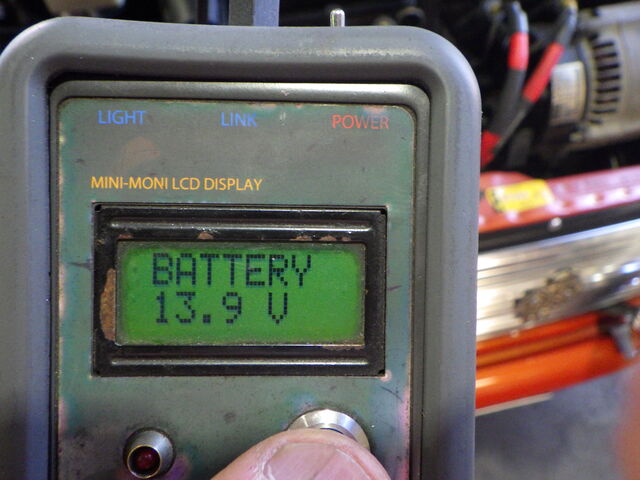 LIGHT LINK POWER
MINI-MONI LCD DISPLAY
BATTERY
13.9 V